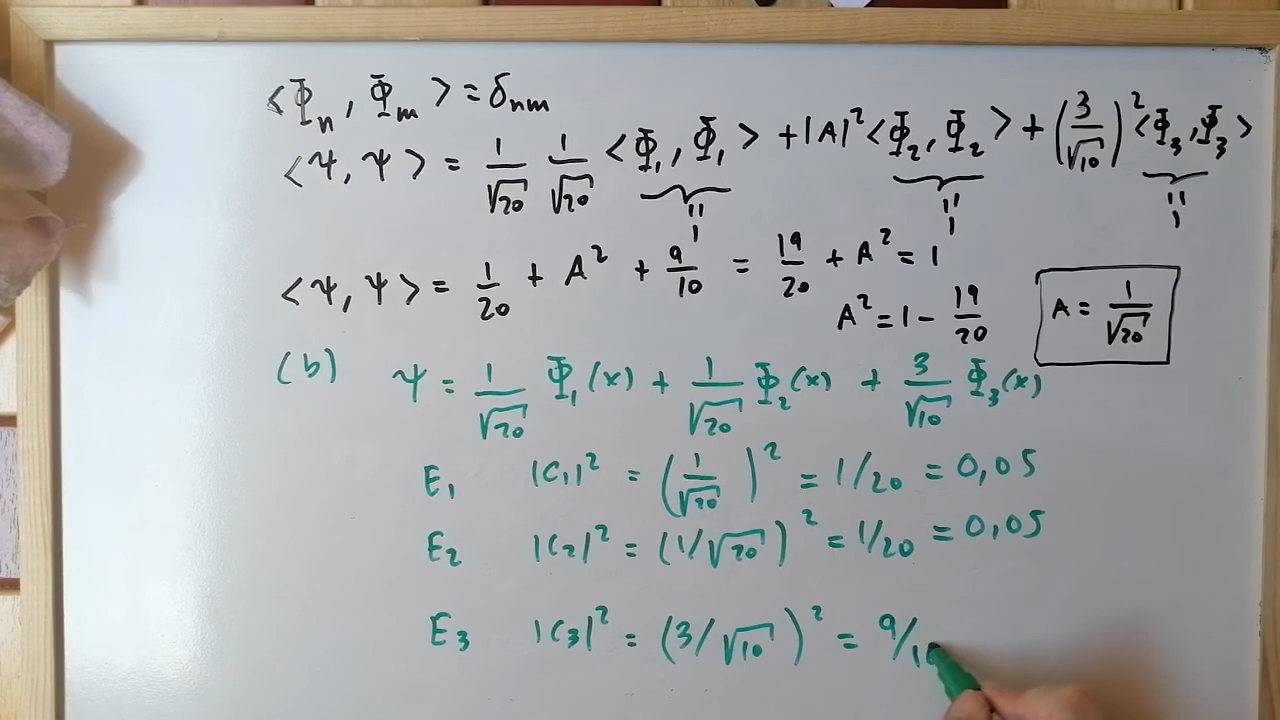 <Φn, Φm> = δnm
<Ψ, Ψ> = 1/√20 1/√20 <Φ1, Φ1> + |A|² <Φ2, Φ2> + (3/√10)² <Φ3, Φ3>
"1 "1 "1
<Ψ, Ψ> = 1/20 + A² + 9/10 = 19/20 + A² = 1
A² = 1 - 19/20
A = 1/√20
(b) Ψ = 1/√20 Φ1(x) + 1/√20 Φ2(x) + 3/√10 Φ3(x)
E1 |C1|² = (1/√20)² = 1/20 = 0,05
E2 |C2|² = (1/√20)² = 1/20 = 0,05
E3 |C3|² = (3/√10)² = 9/10